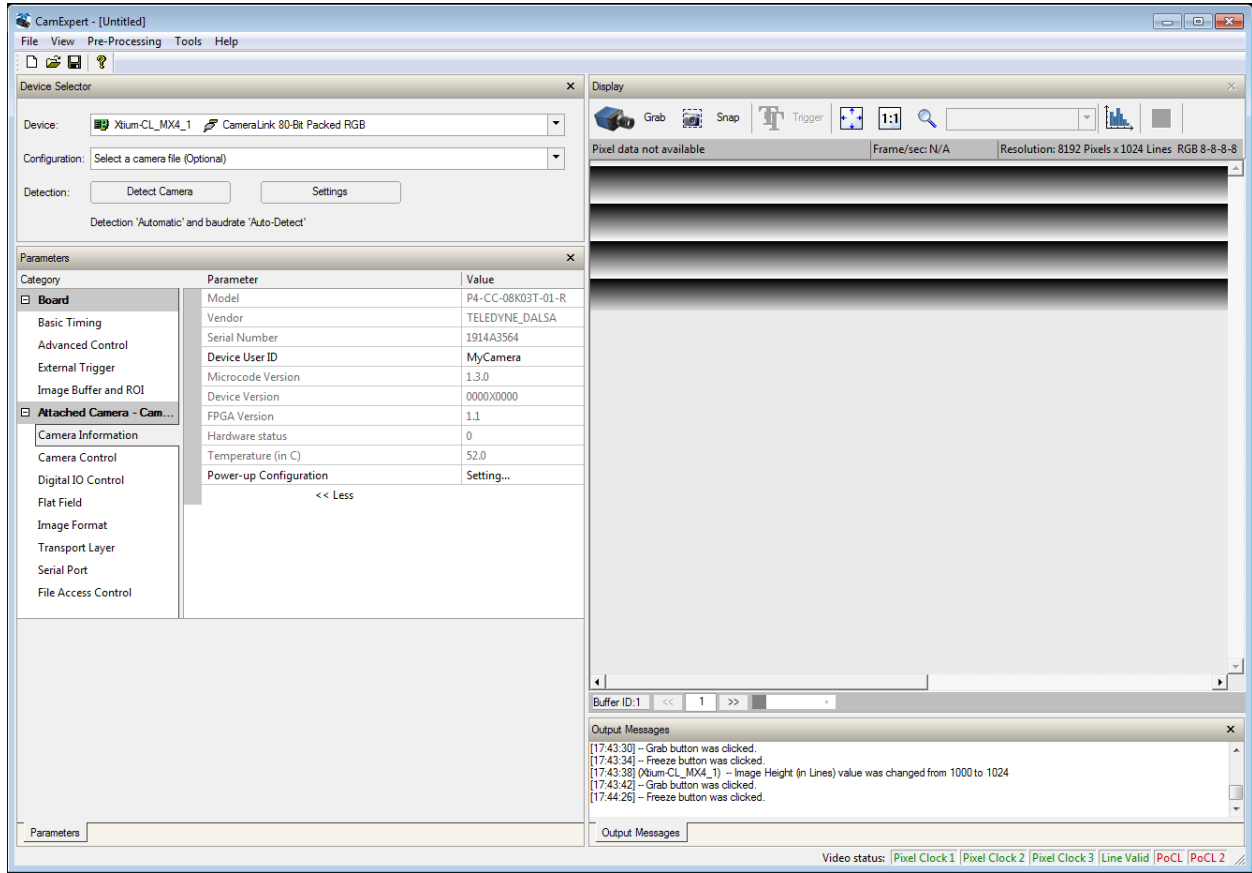 CamExpert - [Untitled]
File View Pre-Processing Tools Help
Device Selector
Device: Xtium-CL_MX4_1 CameraLink 80-Bit Packed RGB
Configuration: Select a camera file (Optional)
Detection: Detect Camera Settings
Detection 'Automatic' and baudrate 'Auto-Detect'
Parameters
Category Parameter Value
Board
Basic Timing
Advanced Control
External Trigger
Image Buffer and ROI
Attached Camera - Cam...
Camera Information
Camera Control
Digital IO Control
Flat Field
Image Format
Transport Layer
Serial Port
File Access Control
Model P4-CC-08K03T-01-R
Vendor TELEDYNE_DALSA
Serial Number 1914A3564
Device User ID MyCamera
Microcode Version 1.3.0
Device Version 0000X0000
FPGA Version 1.1
Hardware status 0
Temperature (in C) 52.0
Power-up Configuration Setting...
<< Less
Parameters
Display
Grab Snap Trigger 1:1
Pixel data not available Frame/sec: N/A Resolution: 8192 Pixels x 1024 Lines RGB 8-8-8-8
Buffer ID:1 << 1 >>
Output Messages
[17:43:30] -- Grab button was clicked.
[17:43:34] -- Freeze button was clicked.
[17:43:38] (Xtium-CL_MX4_1) -- Image Height (in Lines) value was changed from 1000 to 1024
[17:43:42] -- Grab button was clicked.
[17:44:26] -- Freeze button was clicked.
Output Messages
Video status: Pixel Clock 1 Pixel Clock 2 Pixel Clock 3 Line Valid PoCL PoCL 2